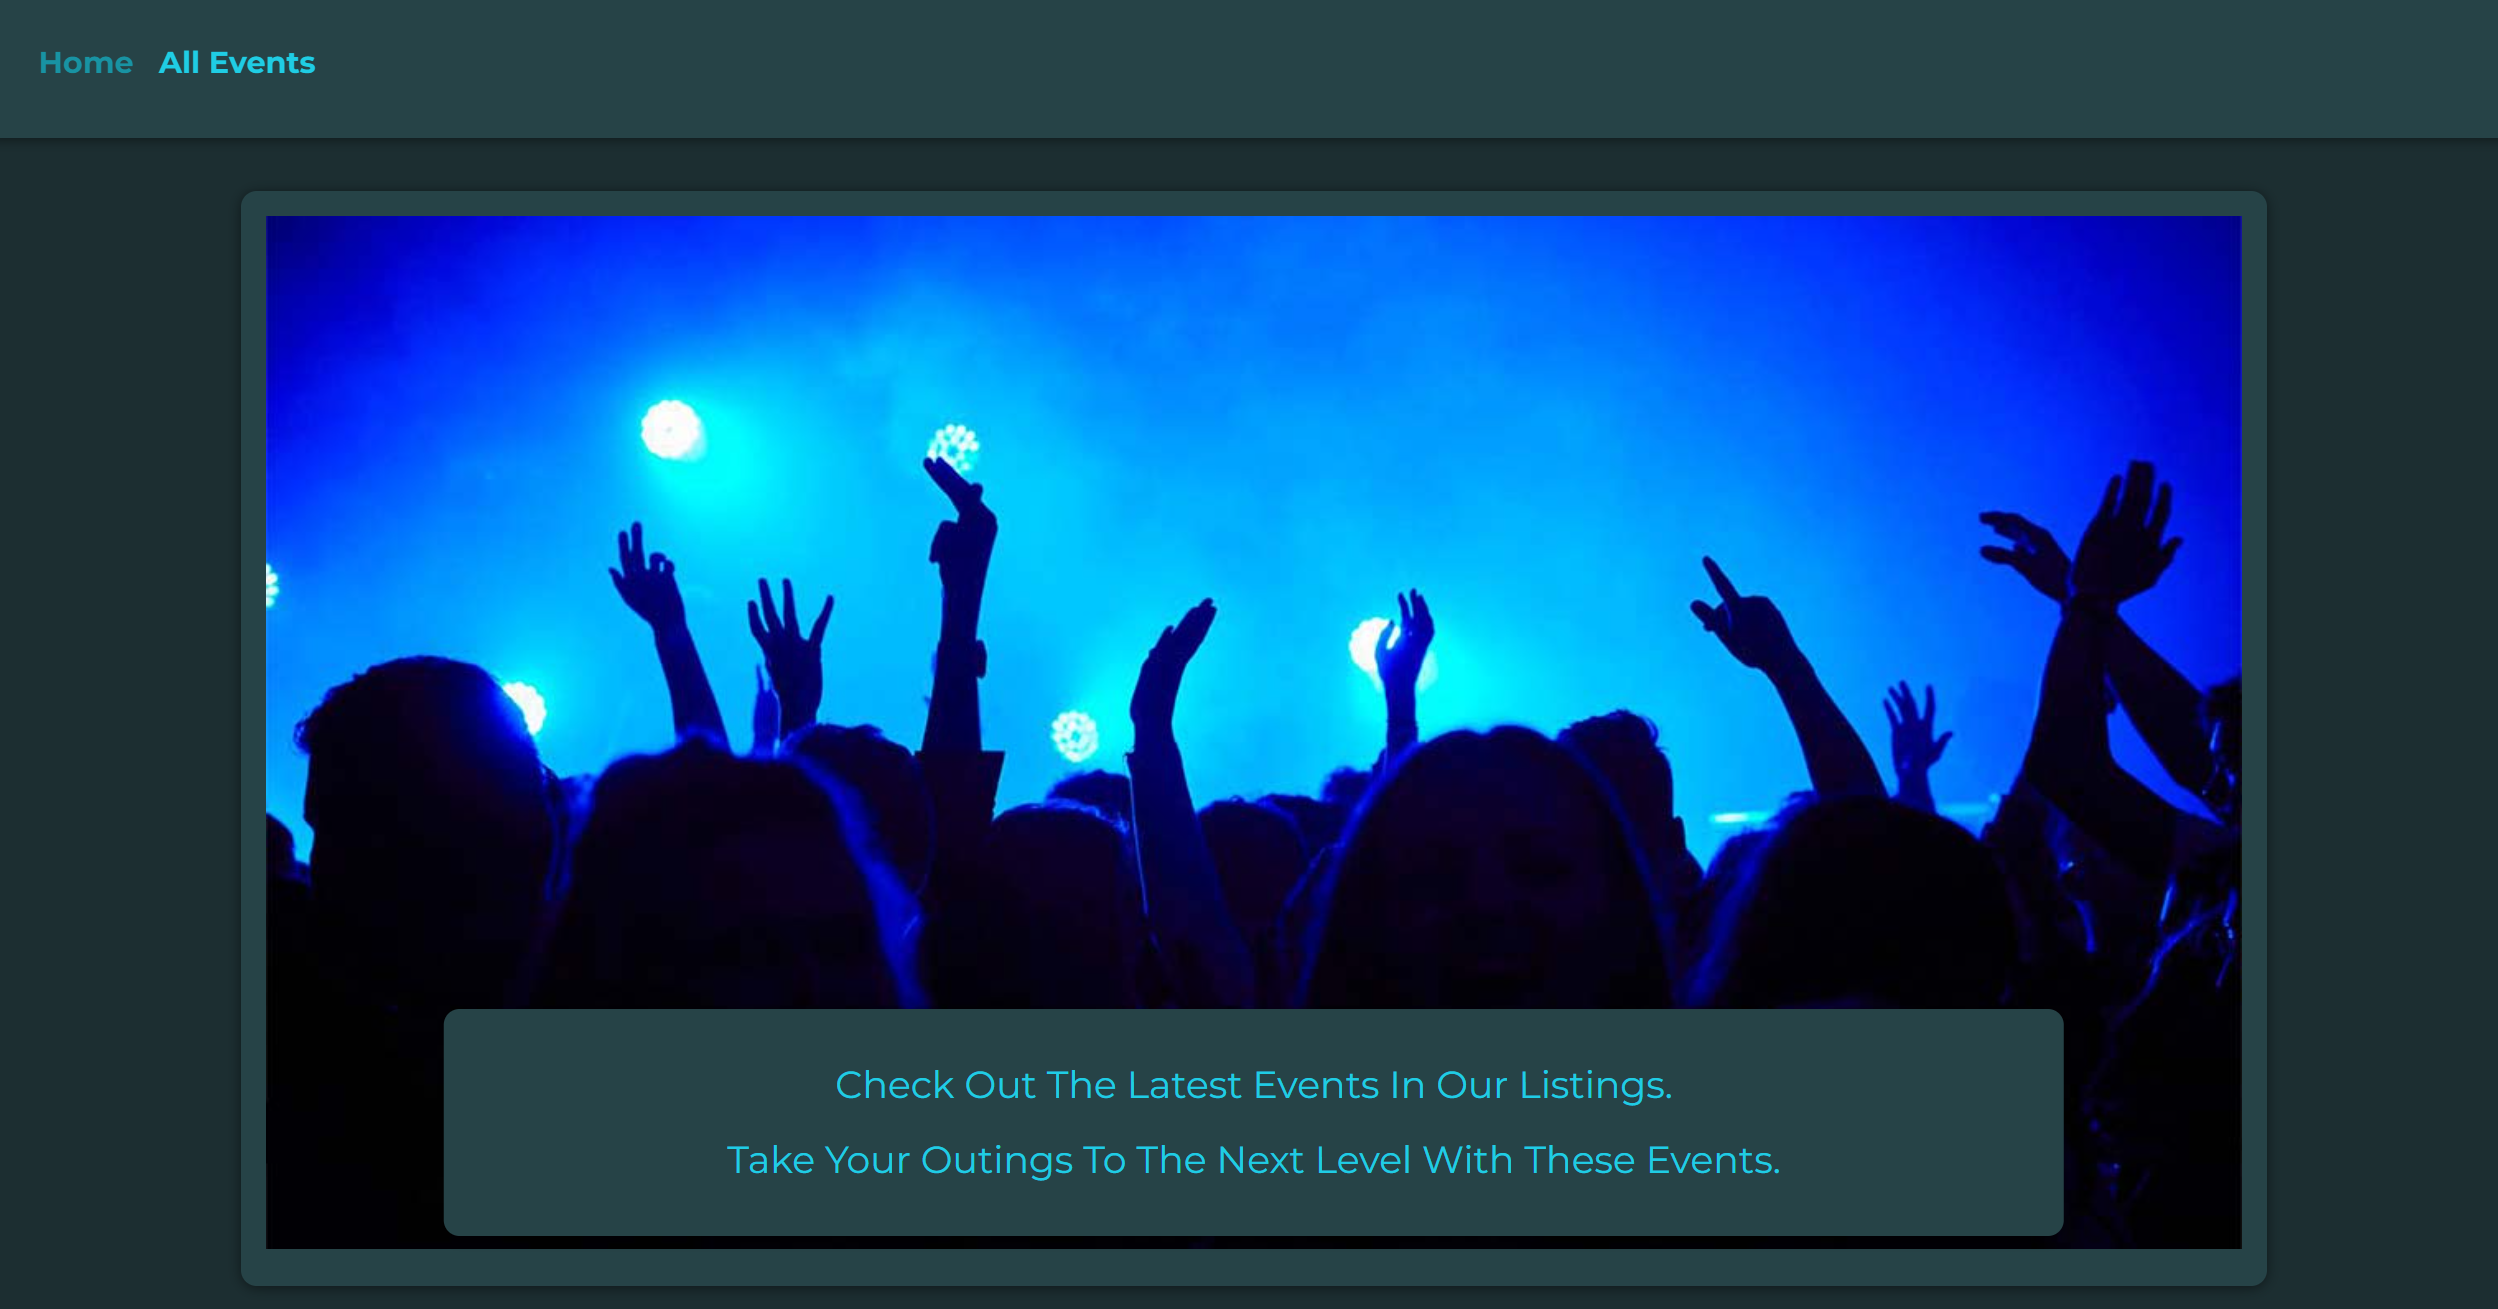 Home All Events
Check Out The Latest Events In Our Listings.
Take Your Outings To The Next Level With These Events.